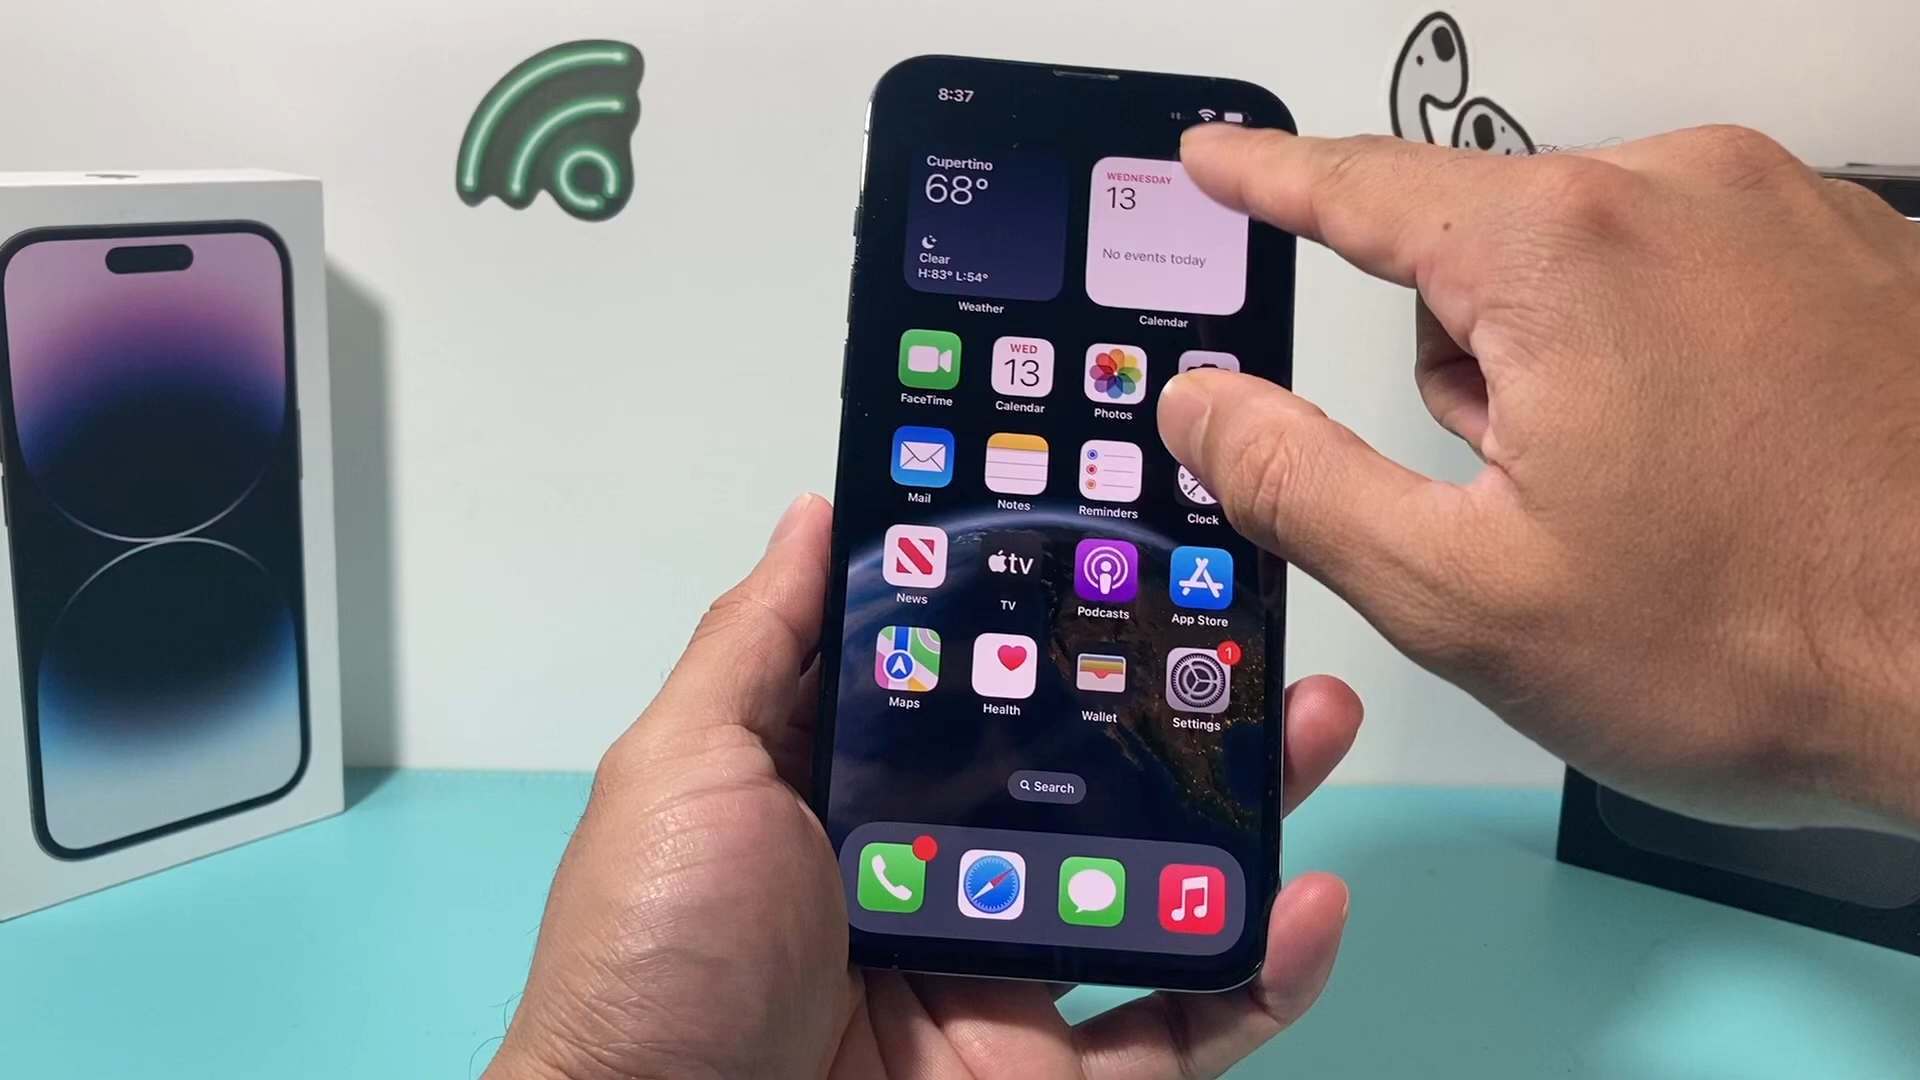 8:37
Cupertino
68°
Clear
H:83° L:54°
Weather
WEDNESDAY
13
No events today
Calendar
FaceTime
WED
13
Calendar
Photos
Mail
Notes
Reminders
Clock
News
tv
TV
Podcasts
App Store
Maps
Health
Wallet
1
Settings
Search